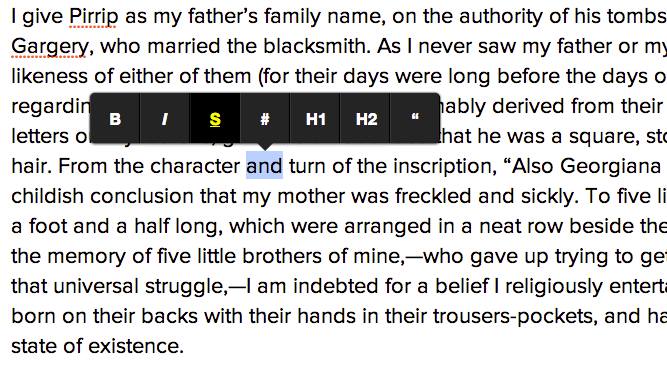 I give Pirrip as my father’s family name, on the authority of his tombs
Gargery, who married the blacksmith. As I never saw my father or my
likeness of either of them (for their days were long before the days o
regardin nably derived from their
B I S # H1 H2 “
letters o that he was a square, sto
hair. From the character and turn of the inscription, “Also Georgiana
childish conclusion that my mother was freckled and sickly. To five li
a foot and a half long, which were arranged in a neat row beside the
the memory of five little brothers of mine,—who gave up trying to ge
that universal struggle,—I am indebted for a belief I religiously enterta
born on their backs with their hands in their trousers-pockets, and ha
state of existence.